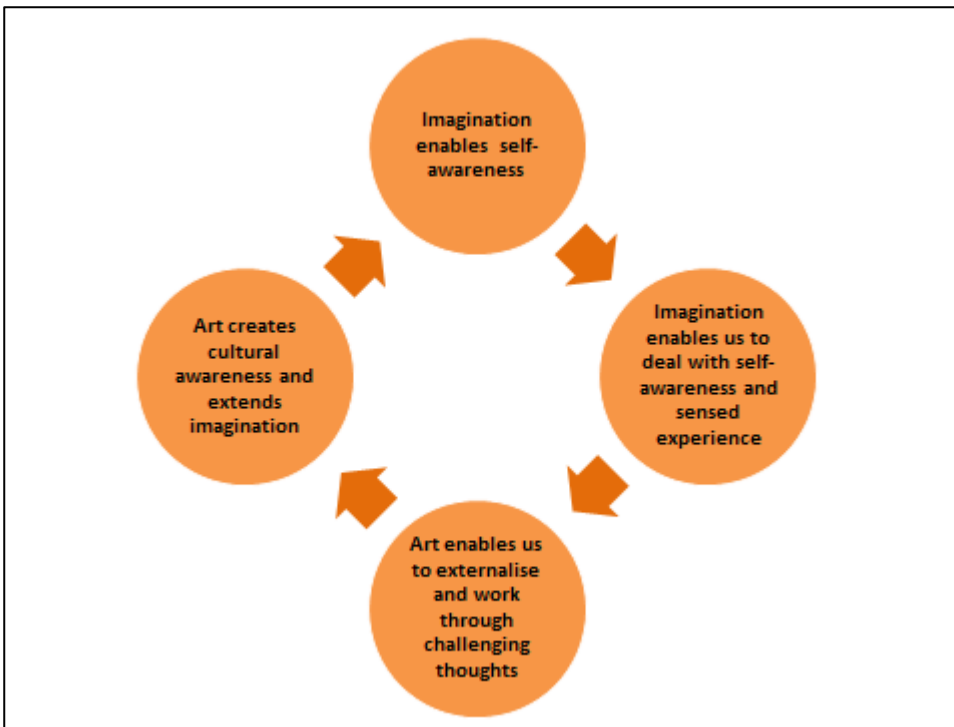 Imagination
enables self-
awareness
Imagination
enables us to
deal with self-
awareness and
sensed
experience
Art enables us
to externalise
and work
through
challenging
thoughts
Art creates
cultural
awareness and
extends
imagination